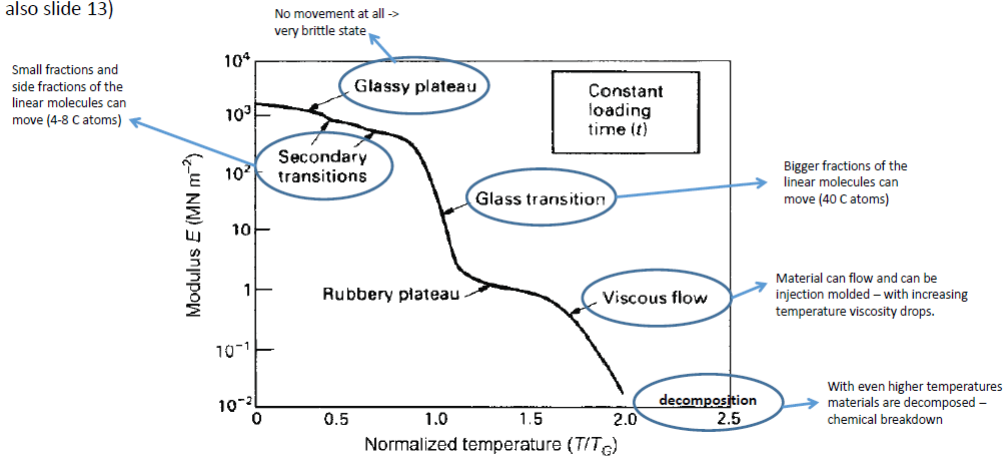 also slide 13)
No movement at all ->
very brittle state
Small fractions and
side fractions of the
linear molecules can
move (4-8 C atoms)
10⁴
10³
10²
10
1
10⁻¹
10⁻²
Modulus E (MN m⁻²)
Glassy plateau
Constant
loading
time (t)
Secondary
transitions
Glass transition
Bigger fractions of the
linear molecules can
move (40 C atoms)
Rubbery plateau
Viscous flow
Material can flow and can be
injection molded – with increasing
temperature viscosity drops.
decomposition
With even higher temperatures
materials are decomposed –
chemical breakdown
0 0.5 1.0 1.5 2.0 2.5
Normalized temperature (T/T_G)